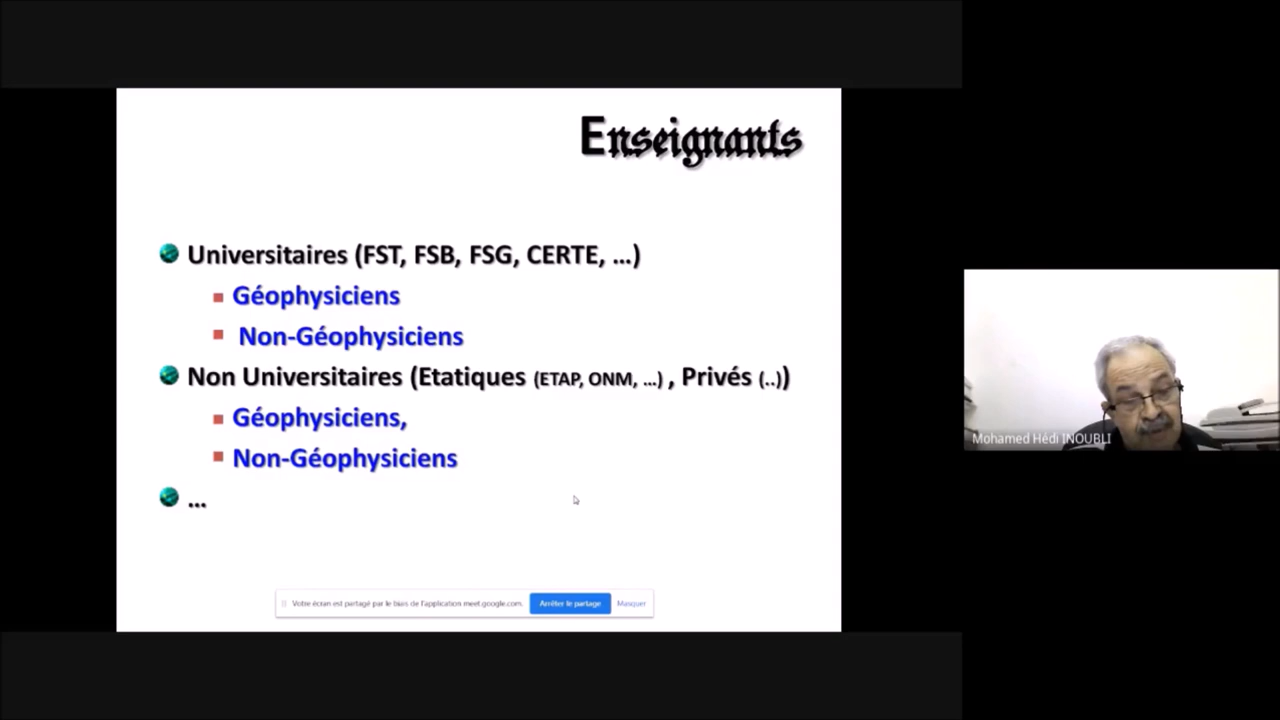 Enseignants
Universitaires (FST, FSB, FSG, CERTE, ...)
Géophysiciens
Non-Géophysiciens
Non Universitaires (Etatiques (ETAP, ONM, ...) , Privés (..))
Géophysiciens,
Non-Géophysiciens
...
Votre écran est partagé par le biais de l'application meet.google.com.
Arrêter le partage
Masquer
Mohamed Hédi INOUBLI